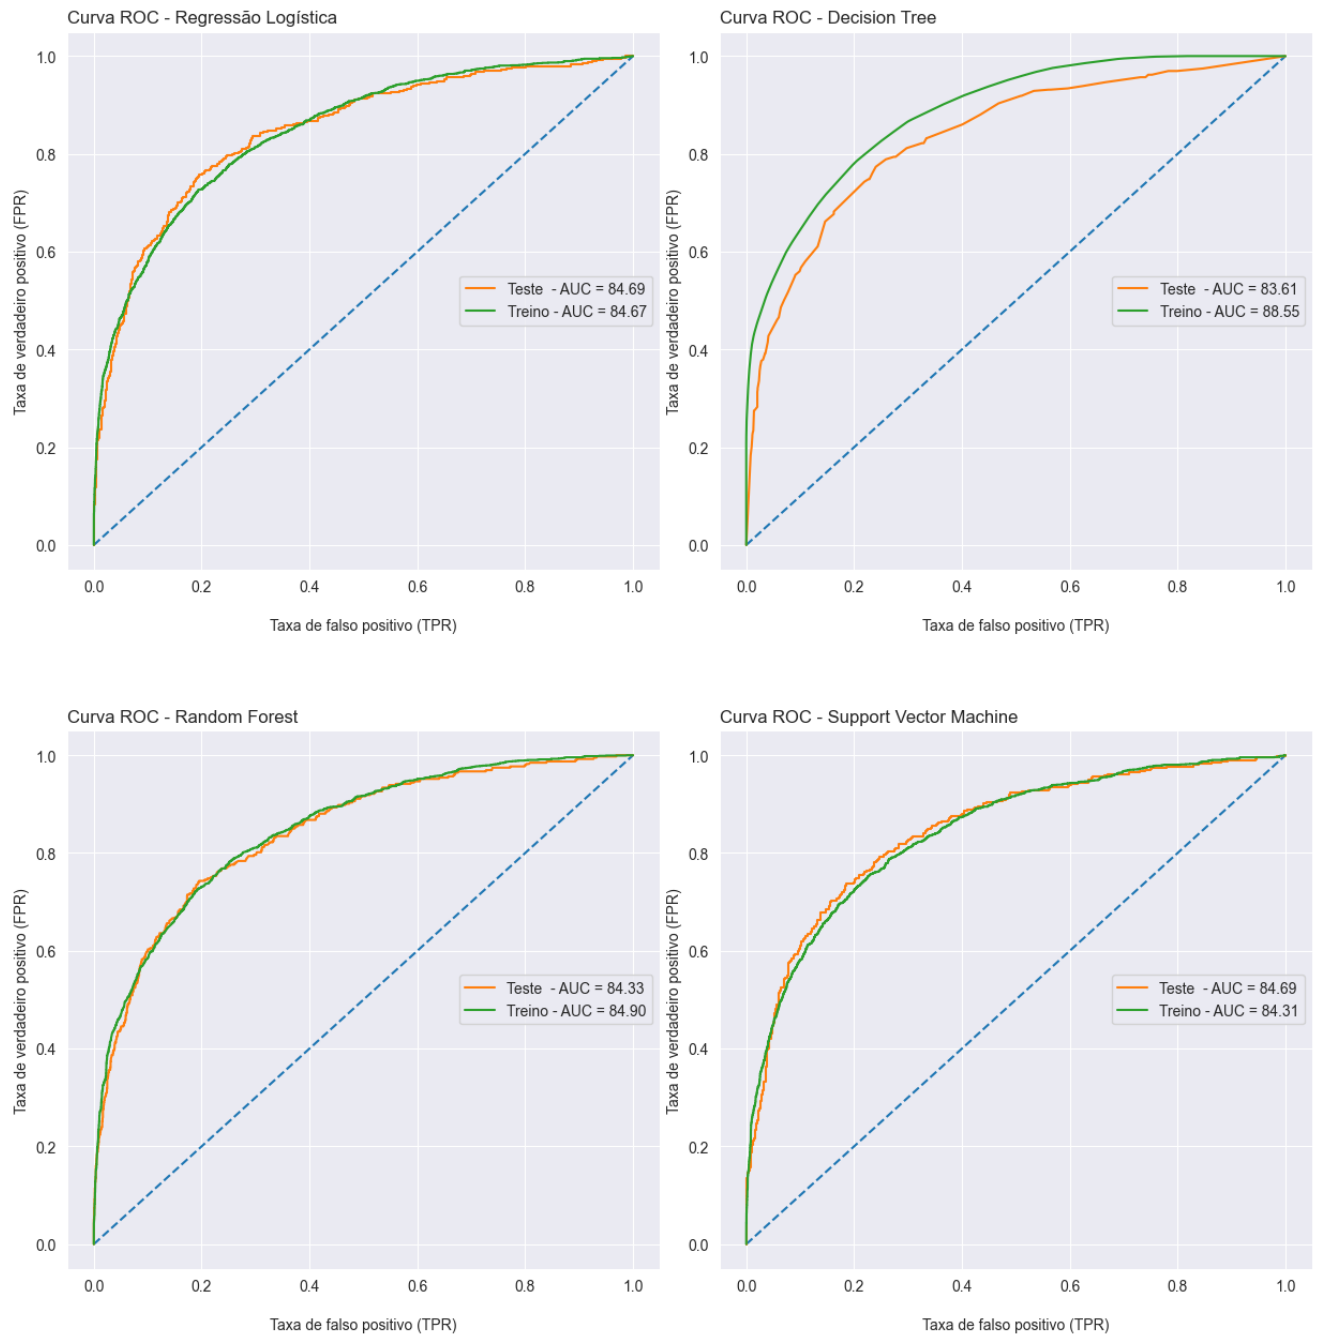 Curva ROC - Regressão Logística
1.0
0.8
0.6
0.4
0.2
0.0
Taxa de verdadeiro positivo (FPR)
Teste - AUC = 84.69
Treino - AUC = 84.67
0.0 0.2 0.4 0.6 0.8 1.0
Taxa de falso positivo (TPR)
Curva ROC - Decision Tree
1.0
0.8
0.6
0.4
0.2
0.0
Taxa de verdadeiro positivo (FPR)
Teste - AUC = 83.61
Treino - AUC = 88.55
0.0 0.2 0.4 0.6 0.8 1.0
Taxa de falso positivo (TPR)
Curva ROC - Random Forest
1.0
0.8
0.6
0.4
0.2
0.0
Taxa de verdadeiro positivo (FPR)
Teste - AUC = 84.33
Treino - AUC = 84.90
0.0 0.2 0.4 0.6 0.8 1.0
Taxa de falso positivo (TPR)
Curva ROC - Support Vector Machine
1.0
0.8
0.6
0.4
0.2
0.0
Taxa de verdadeiro positivo (FPR)
Teste - AUC = 84.69
Treino - AUC = 84.31
0.0 0.2 0.4 0.6 0.8 1.0
Taxa de falso positivo (TPR)